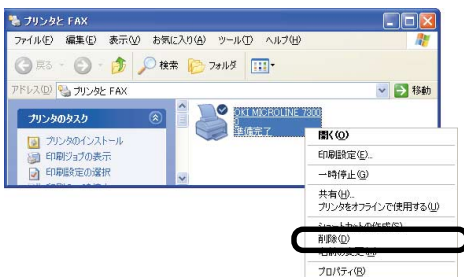 プリンタと FAX
ファイル(F) 編集(E) 表示(V) お気に入り(A) ツール(T) ヘルプ(H)
戻る 検索 フォルダ
アドレス(D) プリンタと FAX 移動
プリンタのタスク
プリンタのインストール
印刷ジョブの表示
印刷設定の選択
OKI MICROLINE 7300
0
準備完了
開く(O)
印刷設定(E)...
一時停止(G)
共有(H)...
プリンタをオフラインで使用する(U)
ショートカットの作成(S)
削除(D)
名前の変更(M)
プロパティ(R)